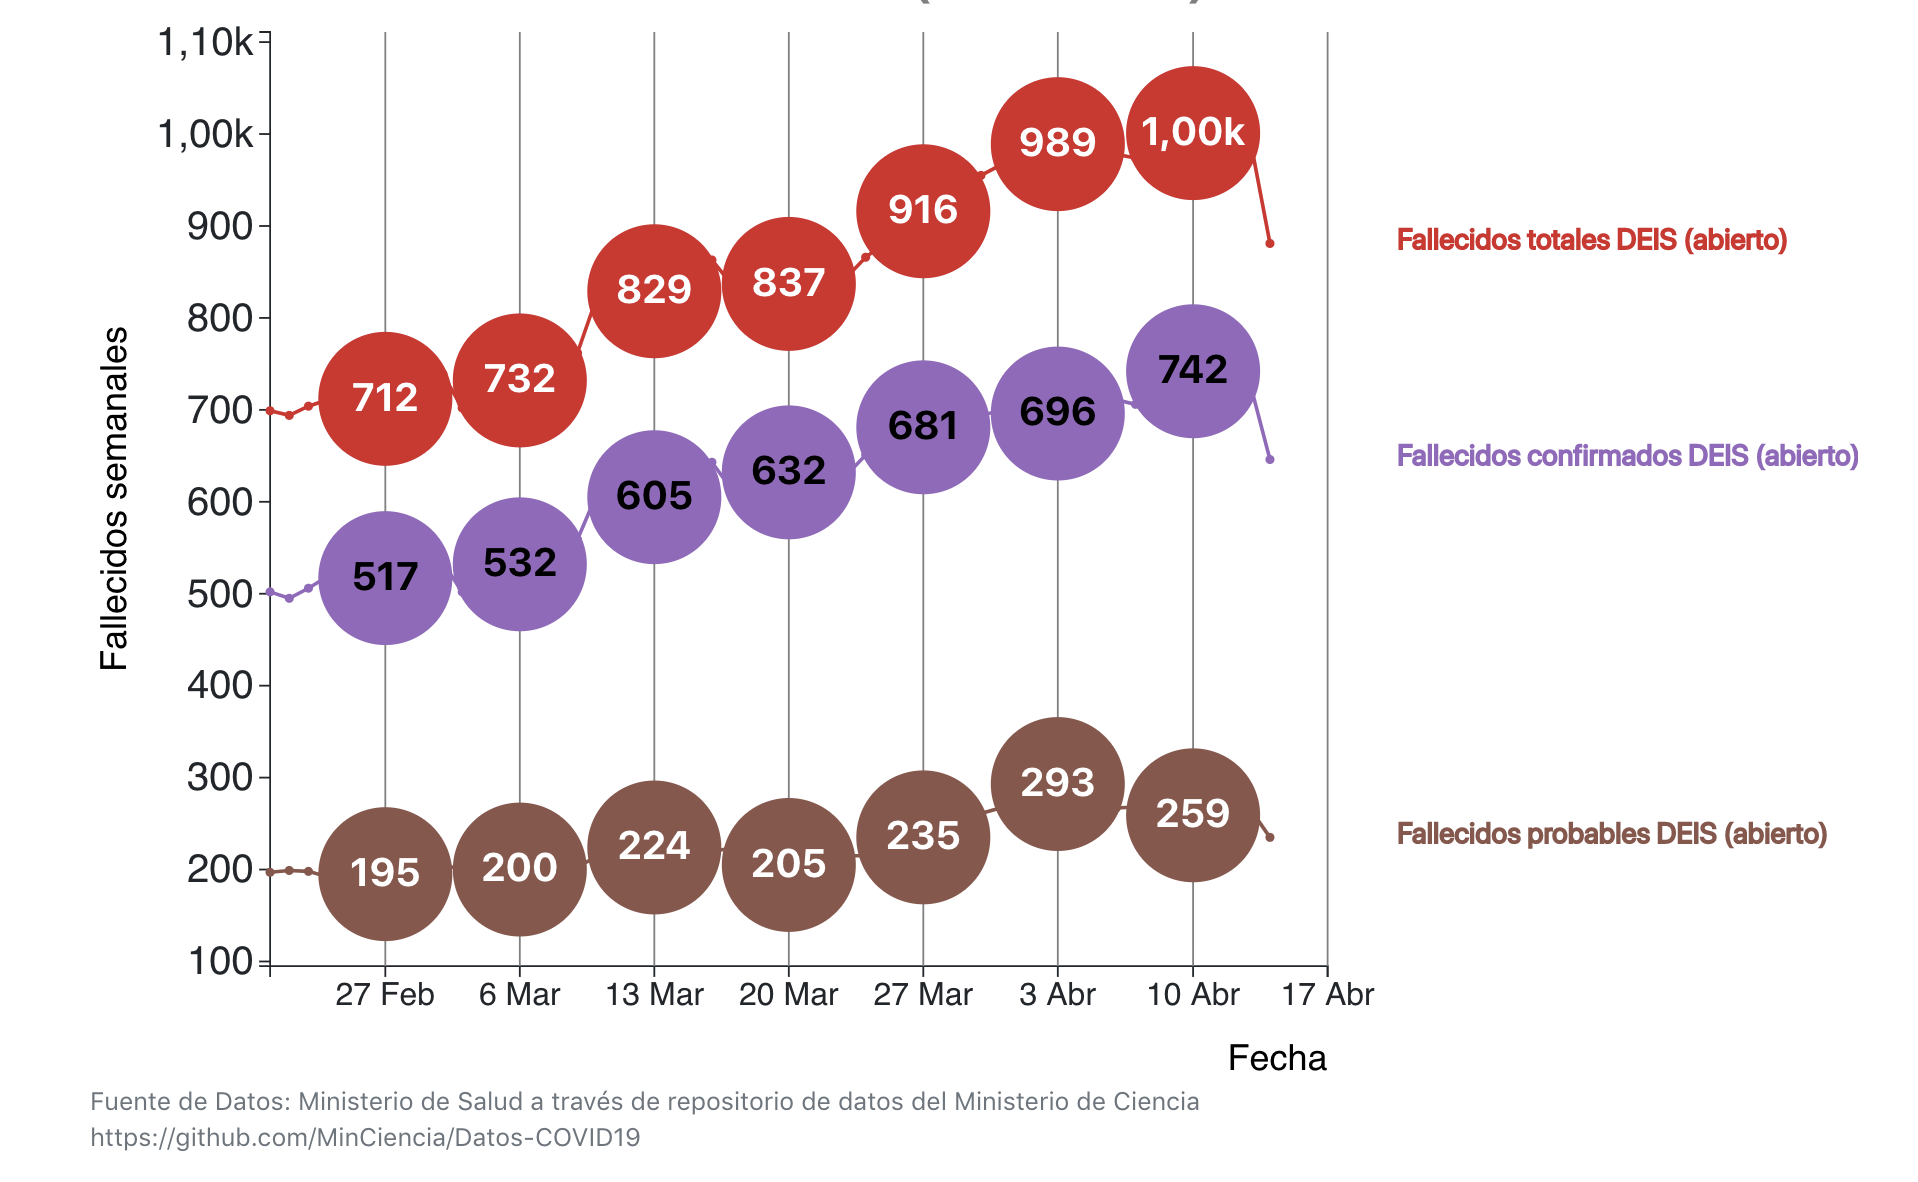 1,10k
1,00k
900
800
700
600
500
400
300
200
100
Fallecidos semanales
712
732
829
837
916
989
1,00k
517
532
605
632
681
696
742
195
200
224
205
235
293
259
Fallecidos totales DEIS (abierto)
Fallecidos confirmados DEIS (abierto)
Fallecidos probables DEIS (abierto)
27 Feb
6 Mar
13 Mar
20 Mar
27 Mar
3 Abr
10 Abr
17 Abr
Fecha
Fuente de Datos: Ministerio de Salud a través de repositorio de datos del Ministerio de Ciencia
https://github.com/MinCiencia/Datos-COVID19